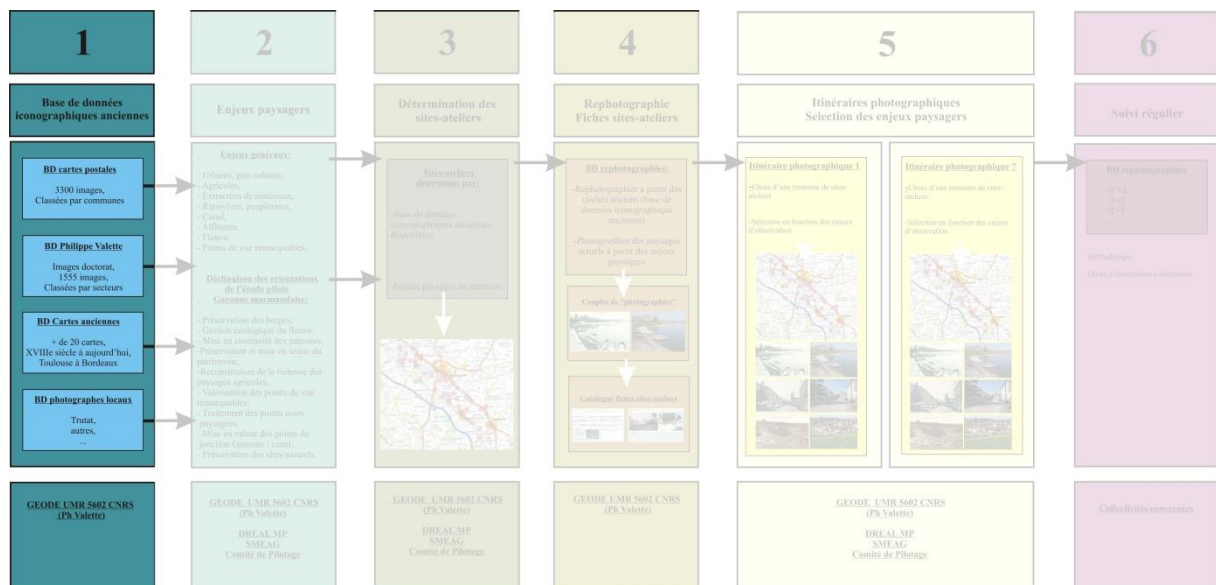 1
2
3
4
5
6
Base de données
iconographiques anciennes
Enjeux paysagers
Détermination des
sites-ateliers
Rephotographie
Fiches sites-ateliers
Itinéraires photographiques
Sélection des enjeux paysagers
Suivi régulier
BD cartes postales
3300 images,
Classées par communes
BD Philippe Valette
Images doctorat,
1555 images,
Classées par secteurs
BD Cartes anciennes
+ de 20 cartes,
XVIIIe siècle à aujourd'hui,
Toulouse à Bordeaux
BD photographes locaux
Trutat,
autres,
...
Enjeux généraux:
- Urbains, péri-urbains,
- Agricoles,
- Extraction de matériaux,
- Ripisylves, peupleraies,
- Canal,
- Affluents,
- Fleuve,
- Points de vue remarquables,
Déclinaison des orientations
de l'étude pilote
Garonne marmandaise:
- Préservation des berges,
- Gestion écologique du fleuve,
- Mise en continuité des parcours,
-Préservation et mise en scène du
patrimoine,
-Reconstitution de la richesse des
paysages agricoles,
- Valorisation des points de vue
remarquables,
- Traitement des points noirs
paysagers,
- Mise en valeur des points de
jonction Garonne / canal,
- Préservation des sites naturels
Sites-ateliers
déterminés par:
-Base de données
iconographiques anciennes
disponibles
-Enjeux paysager du territoire
BD rephotographies:
-Rephotographier à partir des
clichés anciens (base de
données iconographique
ancienne)
-Photographier des paysages
actuels à partir des enjeux
paysagers
Couples de "photographies"
Catalogue fiches sites-ateliers
Itinéraire photographique 1
-Choix d'une trentaine de sites-
ateliers
-Sélection en fonction des enjeux
d'observation
Itinéraire photographique ?
-Choix d'une trentaine de sites-
ateliers
-Sélection en fonction des enjeux
d'observation
BD rephotographies
-T+1
-T+2
-T+3
...
Méthodologie
Durée d'observation à déterminer
GEODE UMR 5602 CNRS
(Ph Valette)
GEODE UMR 5602 CNRS
(Ph Valette)
DREAL MP
SMEAG
Comité de Pilotage
GEODE UMR 5602 CNRS
(Ph Valette)
DREAL MP
SMEAG
Comité de Pilotage
GEODE UMR 5602 CNRS
(Ph Valette)
GEODE UMR 5602 CNRS
(Ph Valette)
DREAL MP
SMEAG
Comité de Pilotage
Collectivités concernées